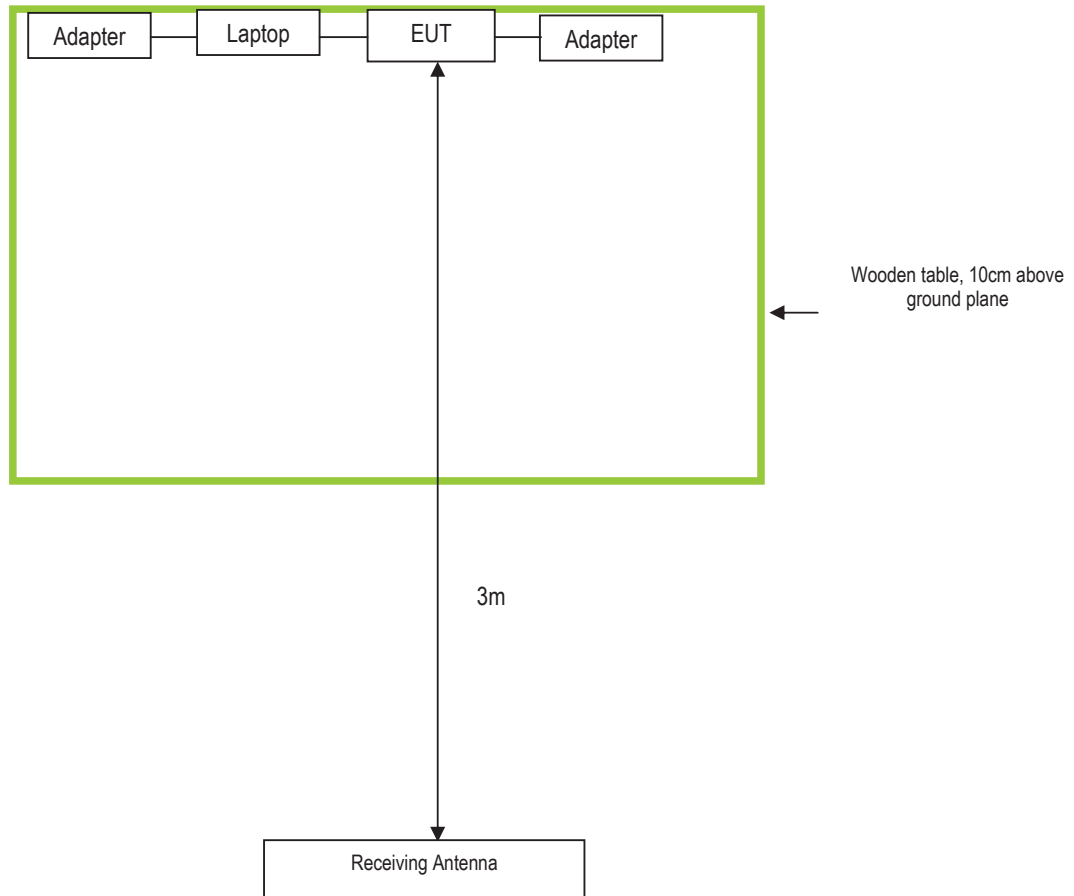 Adapter
Laptop
EUT
Adapter
Wooden table, 10cm above
ground plane
3m
Receiving Antenna